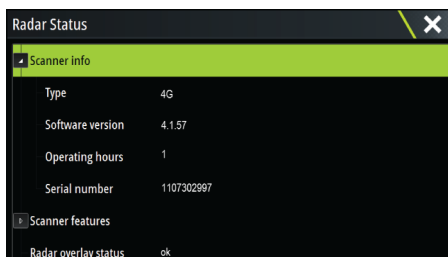 Radar Status
Scanner info
Type 4G
Software version 4.1.57
Operating hours 1
Serial number 1107302997
Scanner features
Radar overlay status ok